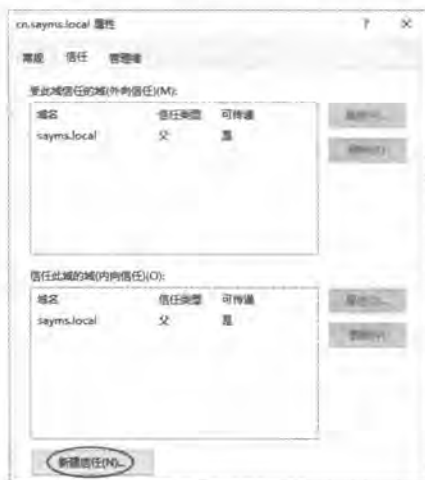 cn.sayms.local 属性 ? ×
常规 信任 管理者
受此域信任的域(外向信任)(M):
域名 信任类型 可传递
sayms.local 父 是
信任此域的域(内向信任)(O):
域名 信任类型 可传递
sayms.local 父 是
新建信任(N)...